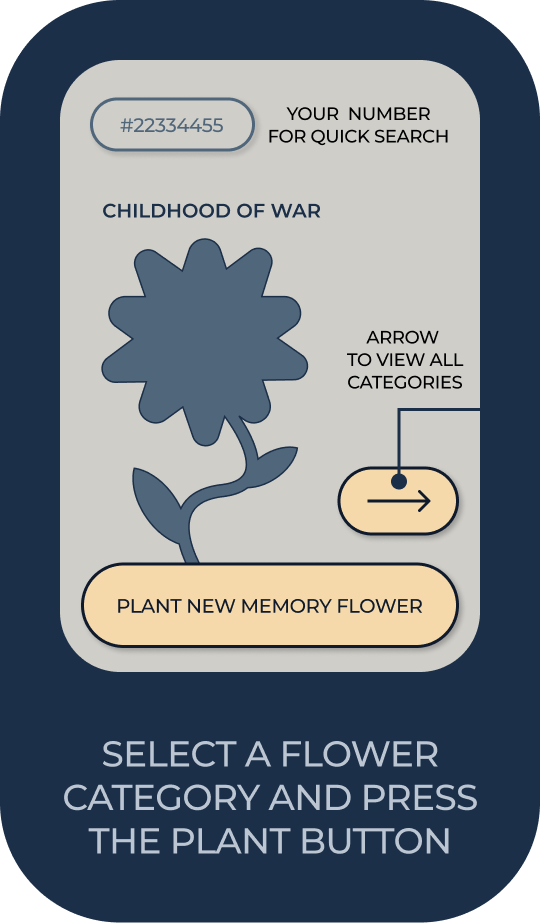 #22334455
YOUR NUMBER
FOR QUICK SEARCH
CHILDHOOD OF WAR
ARROW
TO VIEW ALL
CATEGORIES
PLANT NEW MEMORY FLOWER
SELECT A FLOWER
CATEGORY AND PRESS
THE PLANT BUTTON